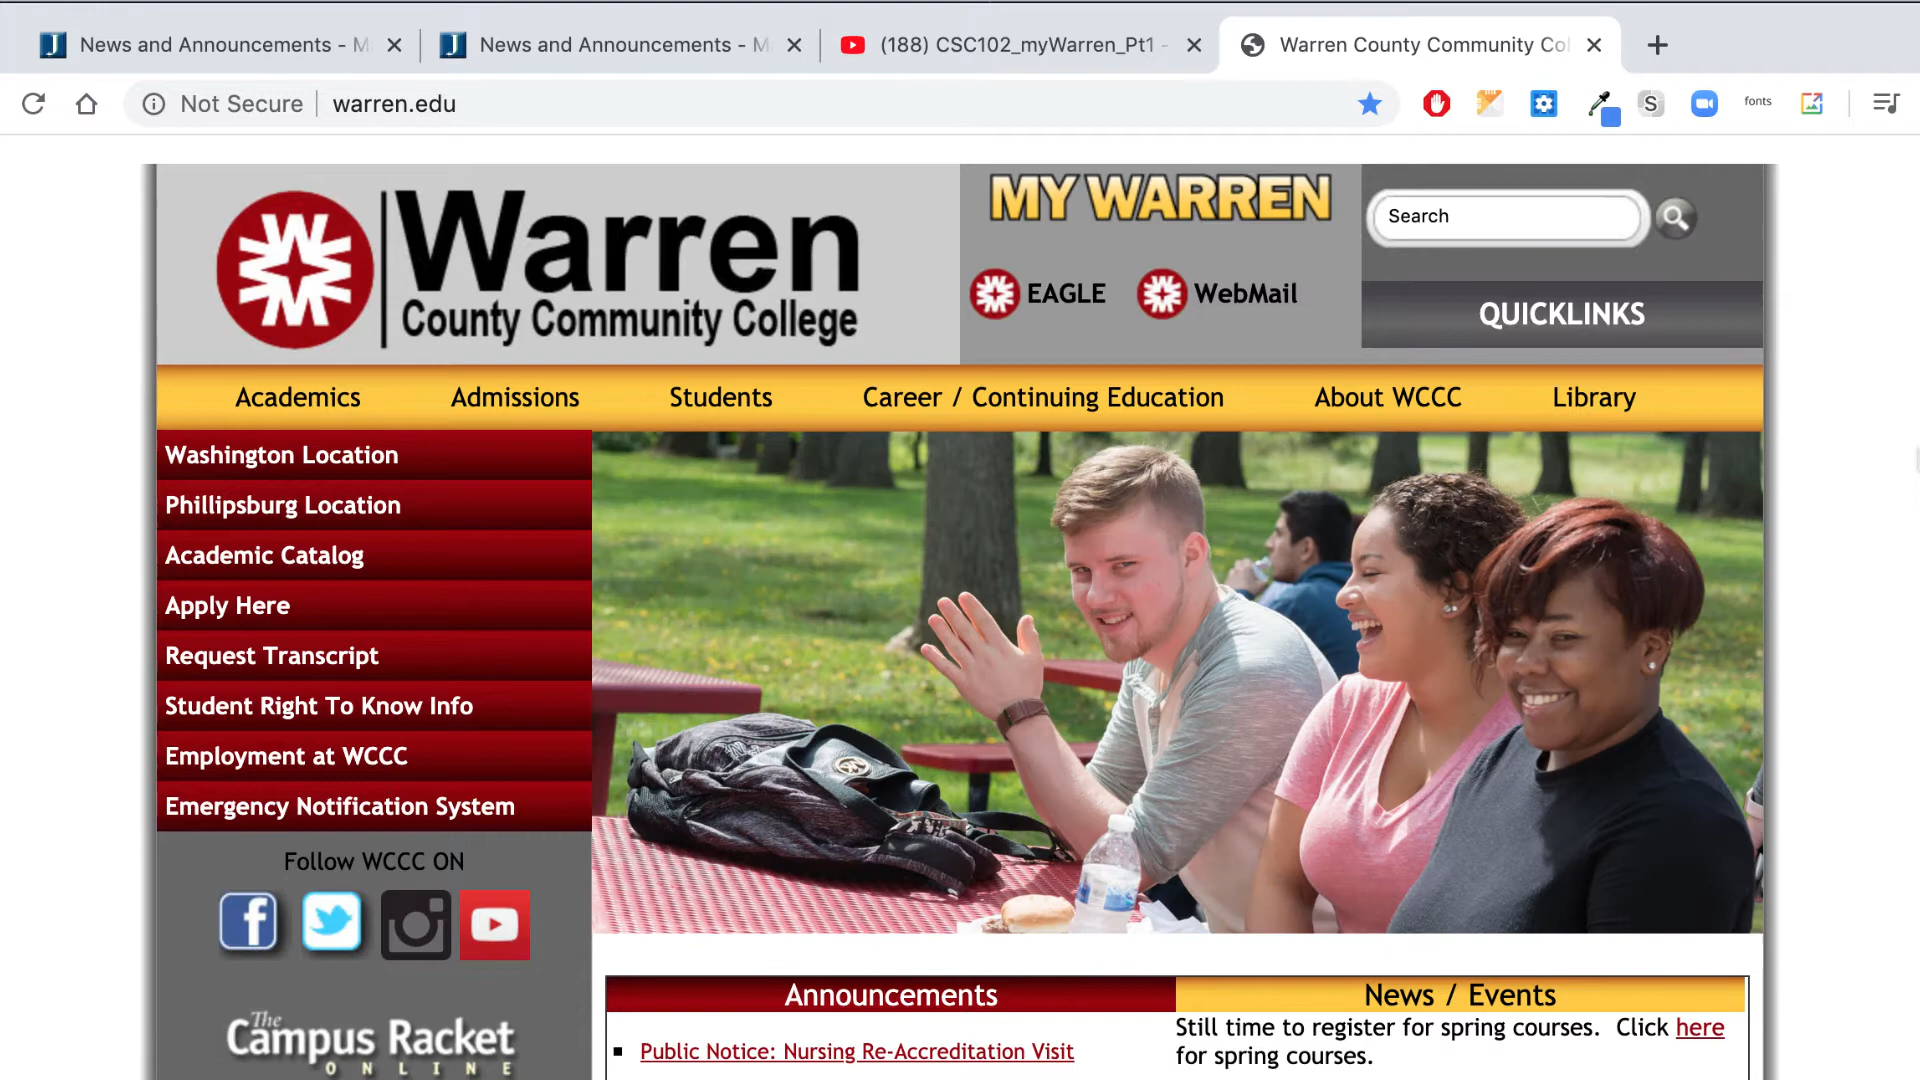 News and Announcements - M
News and Announcements - M
(188) CSC102_myWarren_Pt1 -
Warren County Community Col
Not Secure
warren.edu
fonts
Warren
County Community College
MY WARREN
EAGLE
WebMail
Search
QUICKLINKS
Academics
Admissions
Students
Career / Continuing Education
About WCCC
Library
Washington Location
Phillipsburg Location
Academic Catalog
Apply Here
Request Transcript
Student Right To Know Info
Employment at WCCC
Emergency Notification System
Follow WCCC ON
The
Campus Racket
ONLINE
Announcements
Public Notice: Nursing Re-Accreditation Visit
News / Events
Still time to register for spring courses. Click here
for spring courses.